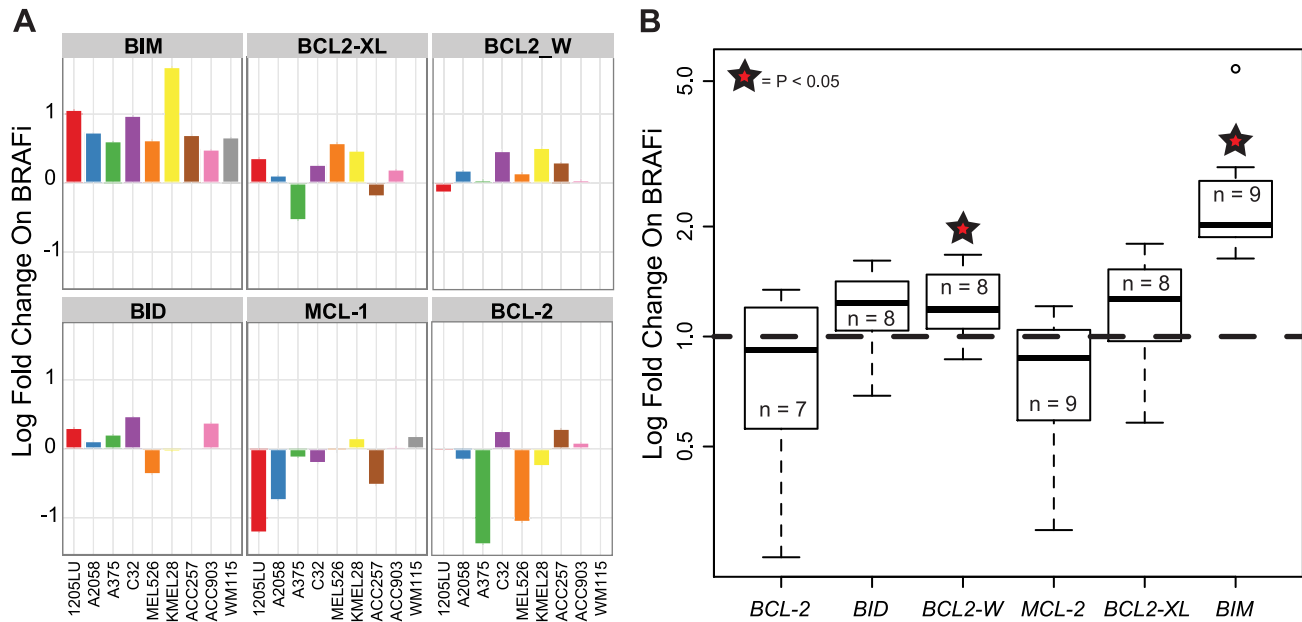 A
BIM
BCL2-XL
BCL2_W
Log Fold Change On BRAFi
1
0
-1
BID
MCL-1
BCL-2
1
0
-1
1205LU
A2058
A375
C32
MEL526
KMEL28
ACC257
ACC903
WM115
1205LU
A2058
A375
C32
MEL526
KMEL28
ACC257
ACC903
WM115
1205LU
A2058
A375
C32
MEL526
KMEL28
ACC257
ACC903
WM115
B
= P < 0.05
Log Fold Change On BRAFi
5.0
2.0
1.0
0.5
n = 7
n = 8
n = 8
n = 9
n = 8
n = 9
BCL-2
BID
BCL2-W
MCL-2
BCL2-XL
BIM